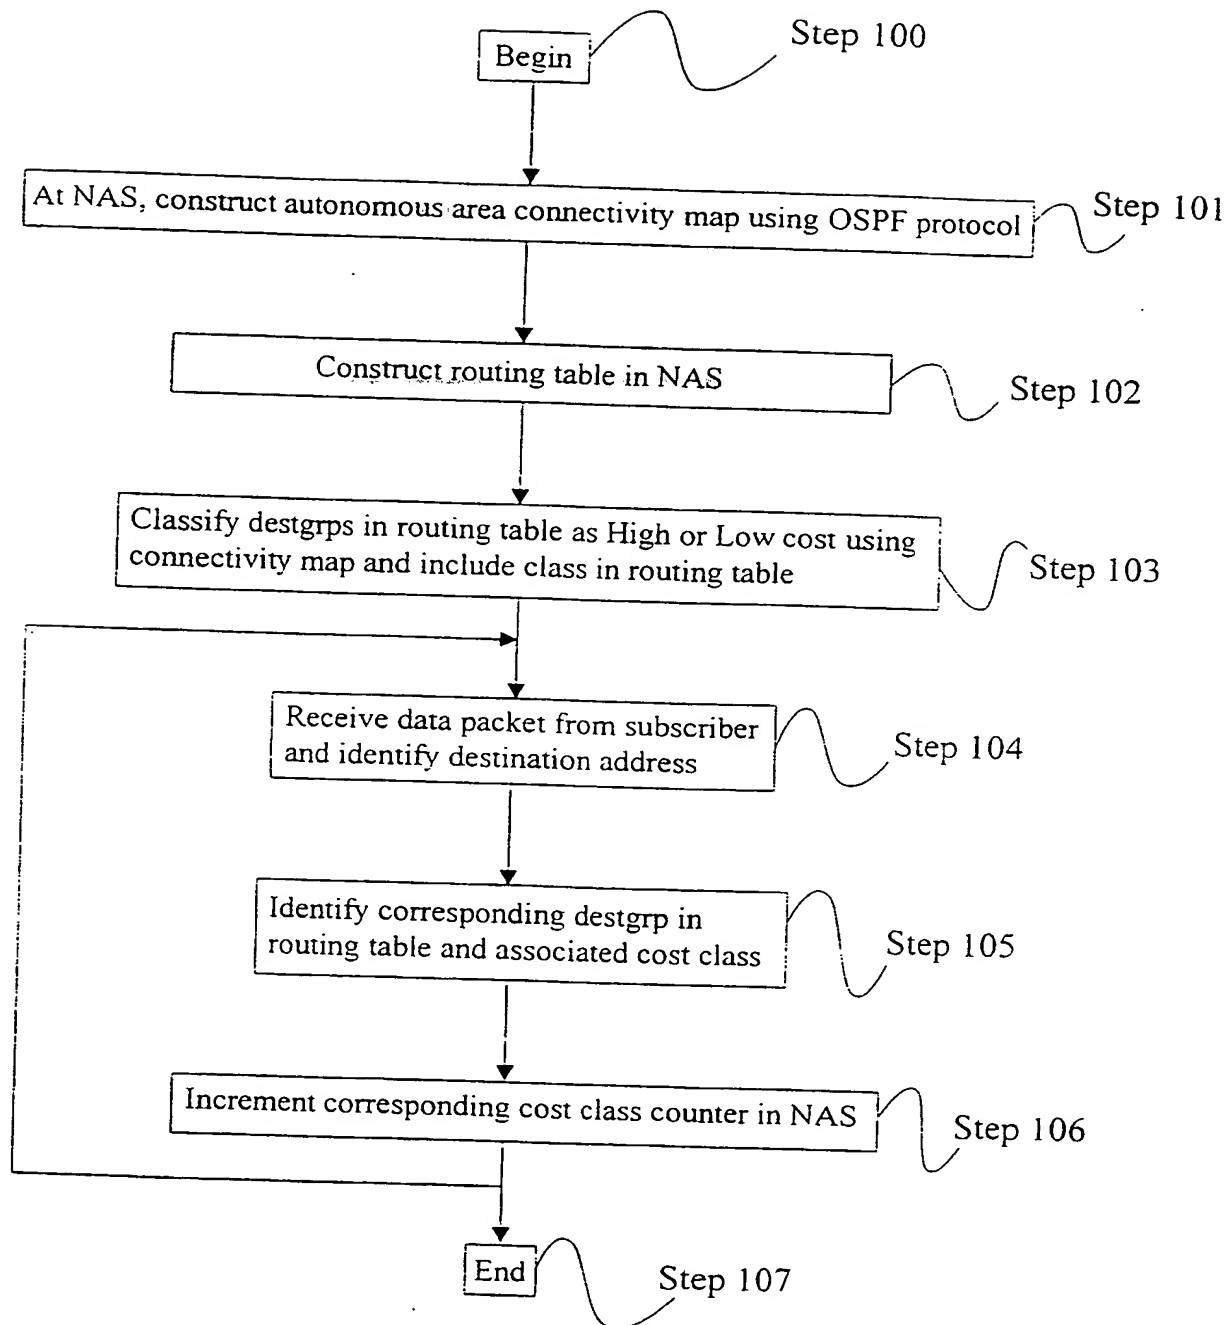 Begin
Step 100
At NAS, construct autonomous area connectivity map using OSPF protocol
Step 101
Construct routing table in NAS
Step 102
Classify destgrps in routing table as High or Low cost using
connectivity map and include class in routing table
Step 103
Receive data packet from subscriber
and identify destination address
Step 104
Identify corresponding destgrp in
routing table and associated cost class
Step 105
Increment corresponding cost class counter in NAS
Step 106
End
Step 107